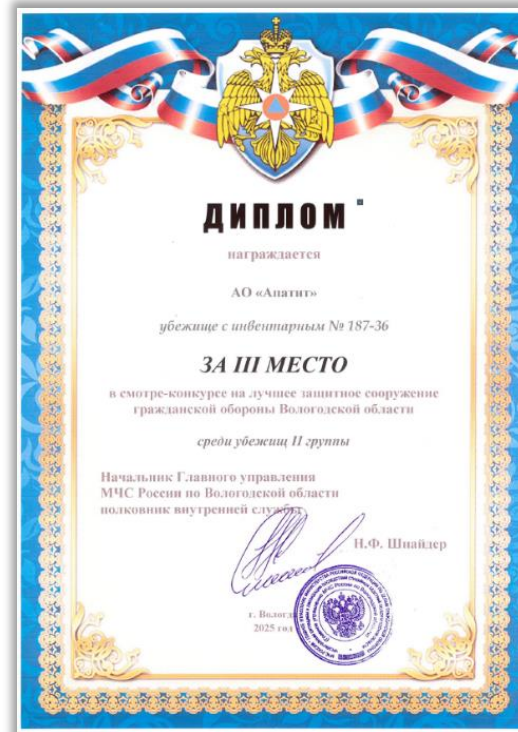 ДИПЛОМ
награждается
АО «Апатит»
убежище с инвентарным № 187-36
ЗА III МЕСТО
в смотре-конкурсе на лучшее защитное сооружение
гражданской обороны Вологодской области
среди убежищ II группы
Начальник Главного управления
МЧС России по Вологодской области
полковник внутренней службы
Н.Ф. Шнайдер
г. Вологда
2025 год